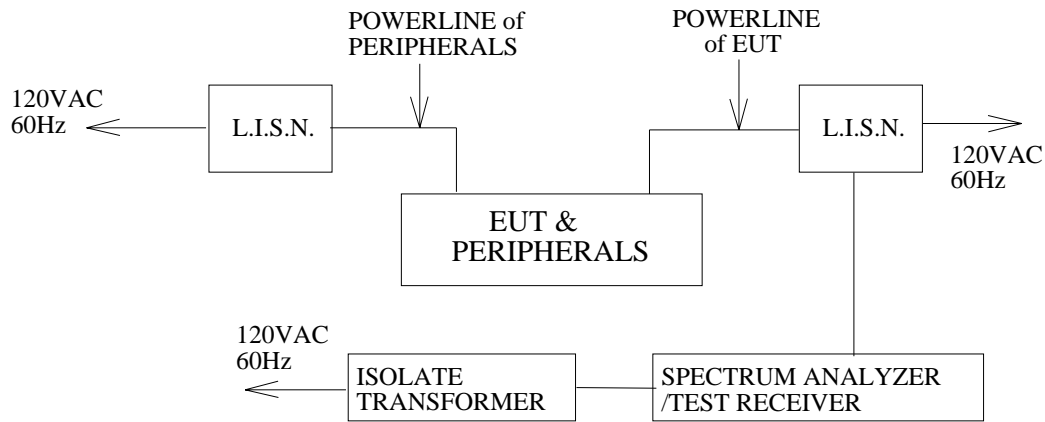 POWERLINE of
PERIPHERALS
POWERLINE
of EUT
120VAC
60Hz
L.I.S.N.
L.I.S.N.
120VAC
60Hz
EUT &
PERIPHERALS
120VAC
60Hz
ISOLATE
TRANSFORMER
SPECTRUM ANALYZER
/TEST RECEIVER